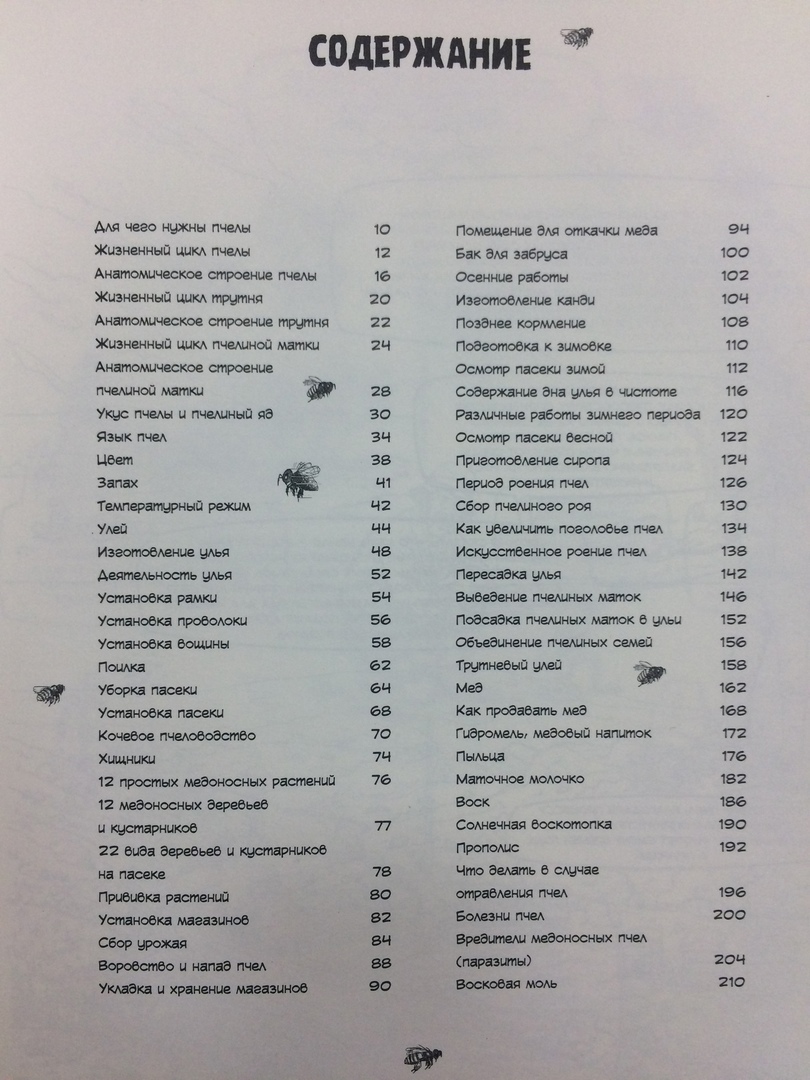 СОДЕРЖАНИЕ
Для чего нужны пчелы 10
Жизненный цикл пчелы 12
Анатомическое строение пчелы 16
Жизненный цикл трутня 20
Анатомическое строение трутня 22
Жизненный цикл пчелиной матки 24
Анатомическое строение
пчелиной матки 28
Укус пчелы и пчелиный яд 30
Язык пчел 34
Цвет 38
Запах 41
Температурный режим 42
Улей 44
Изготовление улья 48
Деятельность улья 52
Установка рамки 54
Установка проволоки 56
Установка вощины 58
Поилка 62
Уборка пасеки 64
Установка пасеки 68
Кочевое пчеловодство 70
Хищники 74
12 простых медоносных растений 76
12 медоносных деревьев
и кустарников 77
22 вида деревьев и кустарников
на пасеке 78
Прививка растений 80
Установка магазинов 82
Сбор урожая 84
Воровство и напад пчел 88
Укладка и хранение магазинов 90
Помещение для откачки меда 94
Бак для забруса 100
Осенние работы 102
Изготовление канди 104
Позднее кормление 108
Подготовка к зимовке 110
Осмотр пасеки зимой 112
Содержание дна улья в чистоте 116
Различные работы зимнего периода 120
Осмотр пасеки весной 122
Приготовление сиропа 124
Период роения пчел 126
Сбор пчелиного роя 130
Как увеличить поголовье пчел 134
Искусственное роение пчел 138
Пересадка улья 142
Выведение пчелиных маток 146
Подсадка пчелиных маток в ульи 152
Объединение пчелиных семей 156
Трутневый улей 158
Мед 162
Как продавать мед 168
Гидромель, медовый напиток 172
Пыльца 176
Маточное молочко 182
Воск 186
Солнечная воскотопка 190
Прополис 192
Что делать в случае
отравления пчел 196
Болезни пчел 200
Вредители медоносных пчел
(паразиты) 204
Восковая моль 210